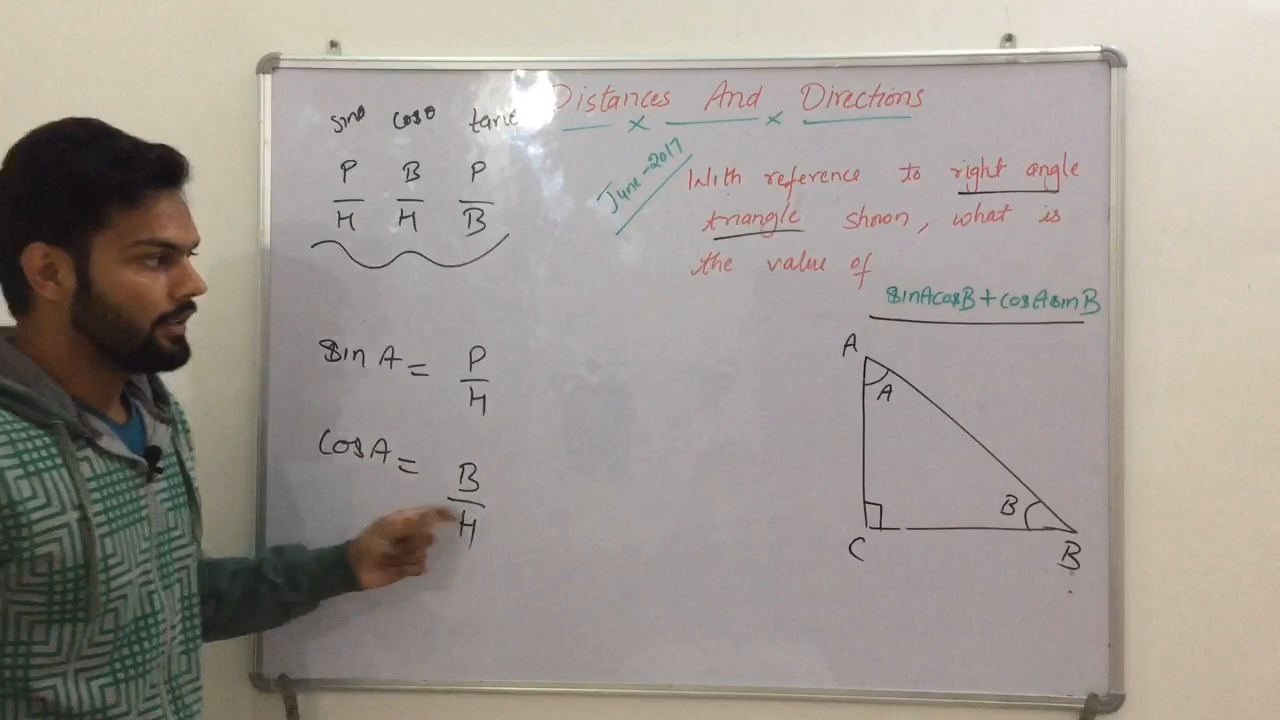 Distances And Directions
sinθ cosθ tanθ
P B P
H H B
June-2017
With reference to right angle
triangle shown, what is
the value of
sinAcosB+cosAsinB
sin A = P
H
cosA = B
H
A
A
B
C
B